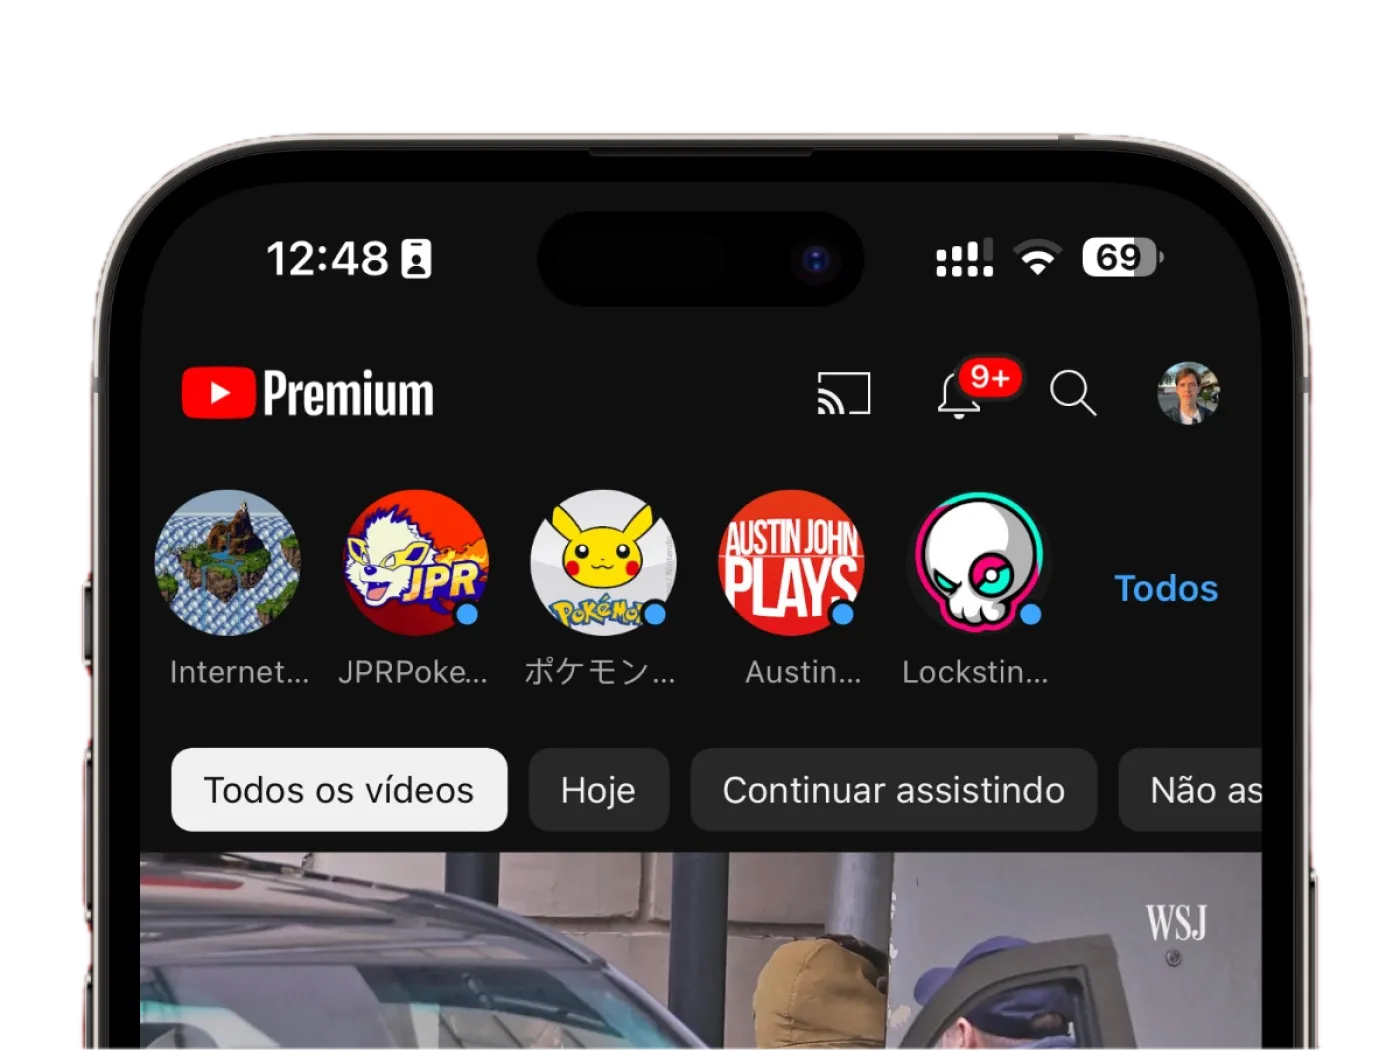 12:48
69
Premium
9+
AUSTIN JOHN
PLAYS
JPR
Pokémon
Todos
Internet...
JPRPoke...
ポケモン...
Austin...
Lockstin...
Todos os vídeos
Hoje
Continuar assistindo
Não as
WSJ